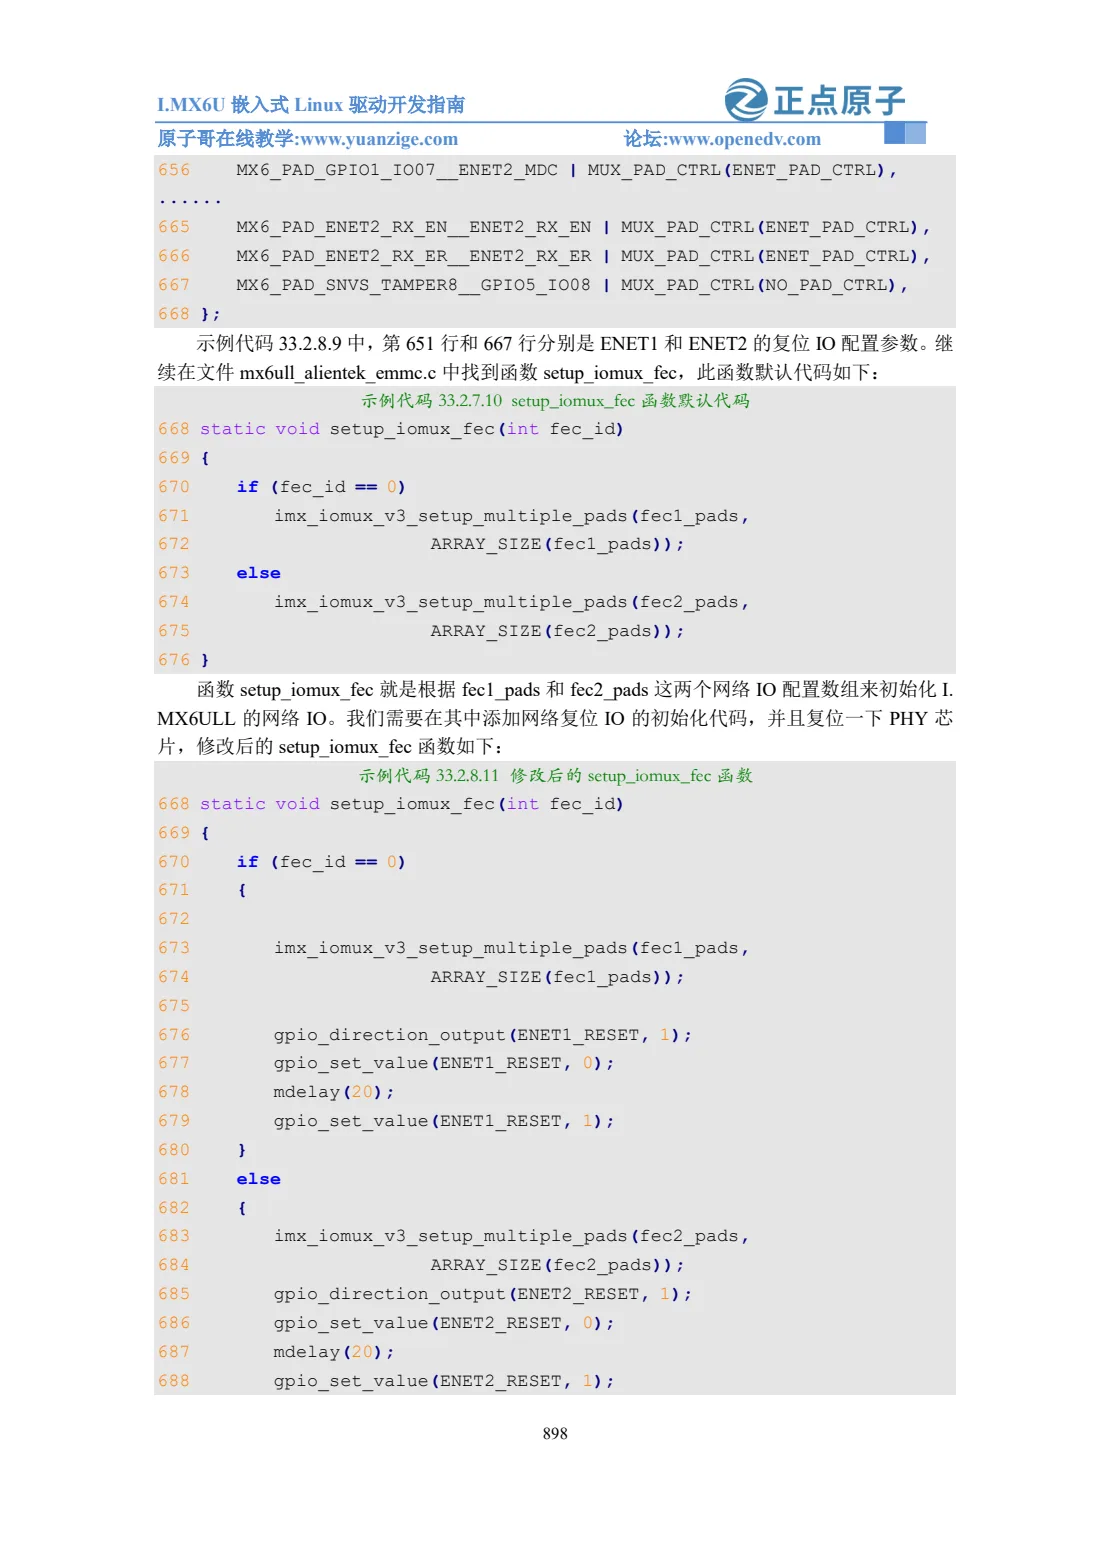 I.MX6U 嵌入式 Linux 驱动开发指南
正点原子
原子哥在线教学:www.yuanzige.com 论坛:www.openedv.com
656 MX6_PAD_GPIO1_IO07__ENET2_MDC | MUX_PAD_CTRL(ENET_PAD_CTRL),
......
665 MX6_PAD_ENET2_RX_EN__ENET2_RX_EN | MUX_PAD_CTRL(ENET_PAD_CTRL),
666 MX6_PAD_ENET2_RX_ER__ENET2_RX_ER | MUX_PAD_CTRL(ENET_PAD_CTRL),
667 MX6_PAD_SNVS_TAMPER8__GPIO5_IO08 | MUX_PAD_CTRL(NO_PAD_CTRL),
668 };
示例代码 33.2.8.9 中，第 651 行和 667 行分别是 ENET1 和 ENET2 的复位 IO 配置参数。继
续在文件 mx6ull_alientek_emmc.c 中找到函数 setup_iomux_fec，此函数默认代码如下：
示例代码 33.2.7.10 setup_iomux_fec 函数默认代码
668 static void setup_iomux_fec(int fec_id)
669 {
670 if (fec_id == 0)
671 imx_iomux_v3_setup_multiple_pads(fec1_pads,
672 ARRAY_SIZE(fec1_pads));
673 else
674 imx_iomux_v3_setup_multiple_pads(fec2_pads,
675 ARRAY_SIZE(fec2_pads));
676 }
函数 setup_iomux_fec 就是根据 fec1_pads 和 fec2_pads 这两个网络 IO 配置数组来初始化 I.
MX6ULL 的网络 IO。我们需要在其中添加网络复位 IO 的初始化代码，并且复位一下 PHY 芯
片，修改后的 setup_iomux_fec 函数如下：
示例代码 33.2.8.11 修改后的 setup_iomux_fec 函数
668 static void setup_iomux_fec(int fec_id)
669 {
670 if (fec_id == 0)
671 {
672
673 imx_iomux_v3_setup_multiple_pads(fec1_pads,
674 ARRAY_SIZE(fec1_pads));
675
676 gpio_direction_output(ENET1_RESET, 1);
677 gpio_set_value(ENET1_RESET, 0);
678 mdelay(20);
679 gpio_set_value(ENET1_RESET, 1);
680 }
681 else
682 {
683 imx_iomux_v3_setup_multiple_pads(fec2_pads,
684 ARRAY_SIZE(fec2_pads));
685 gpio_direction_output(ENET2_RESET, 1);
686 gpio_set_value(ENET2_RESET, 0);
687 mdelay(20);
688 gpio_set_value(ENET2_RESET, 1);
898